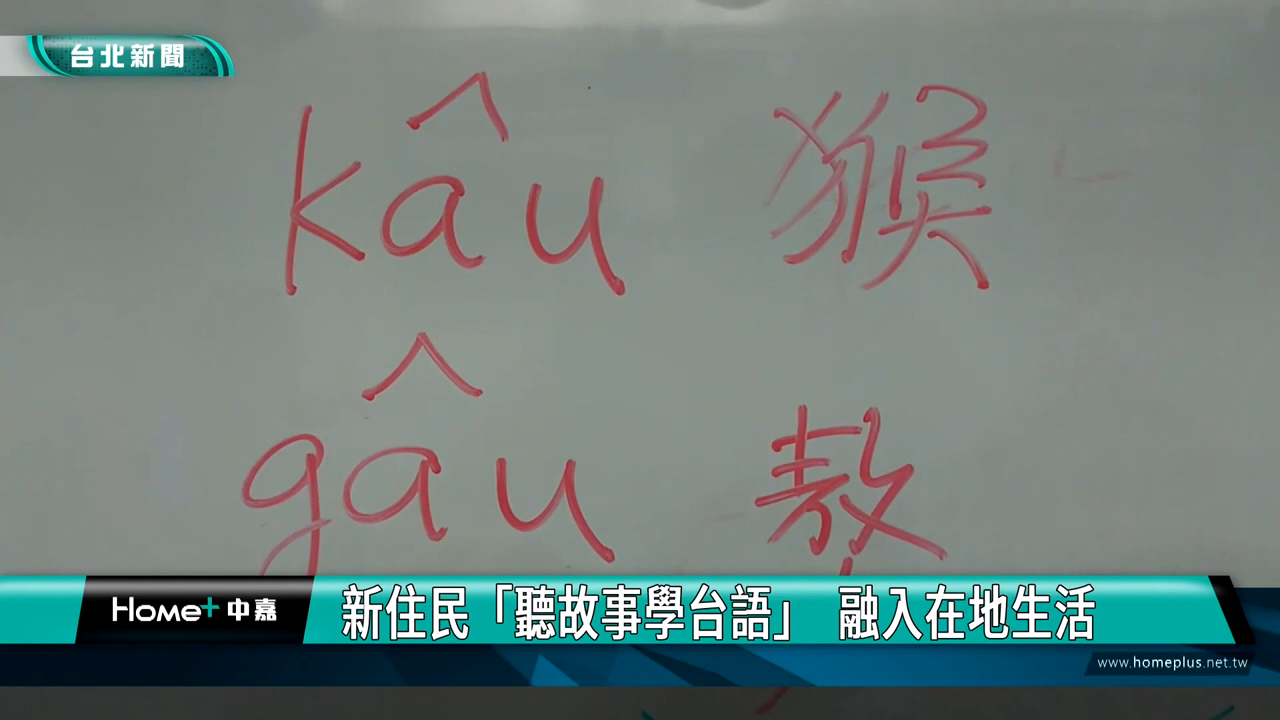 台北新聞
kâu 猴
gâu
Home+中嘉
新住民「聽故事學台語」 融入在地生活
www.homeplus.net.tw